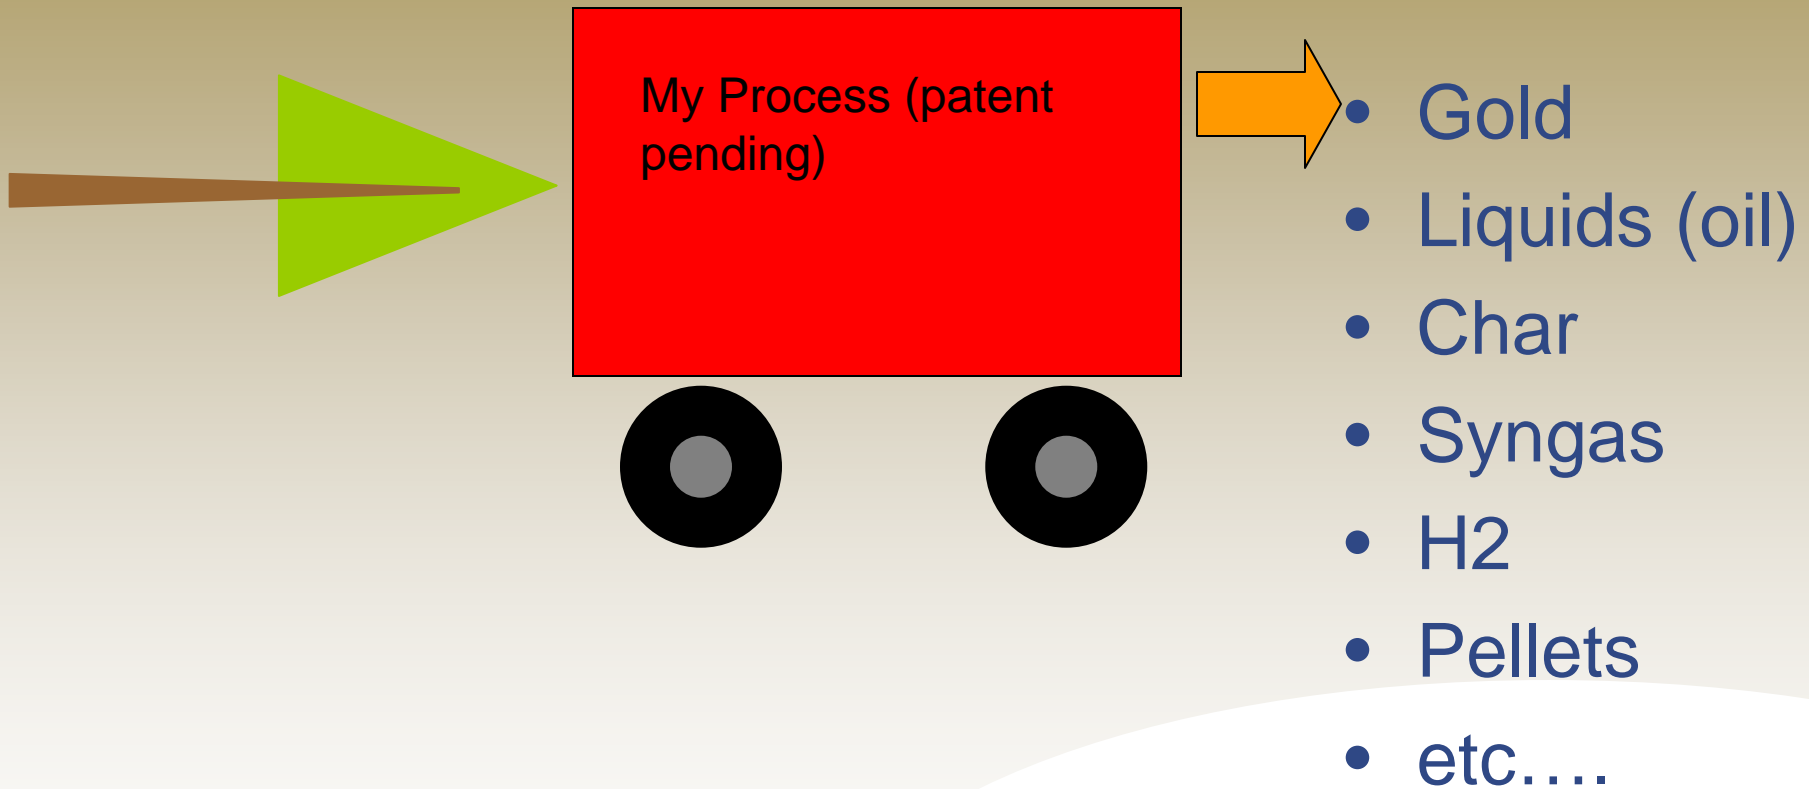 My Process (patent
pending)
• Gold
• Liquids (oil)
• Char
• Syngas
• H2
• Pellets
• etc….